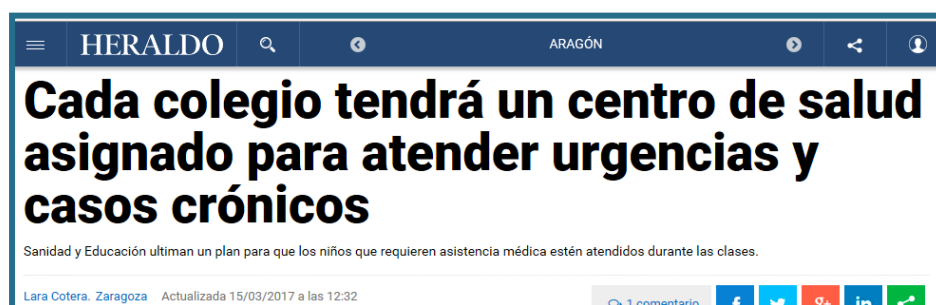 HERALDO
ARAGÓN
Cada colegio tendrá un centro de salud
asignado para atender urgencias y
casos crónicos
Sanidad y Educación ultiman un plan para que los niños que requieren asistencia médica estén atendidos durante las clases.
Lara Cotera. Zaragoza Actualizada 15/03/2017 a las 12:32
1 comentario
f
g+
in